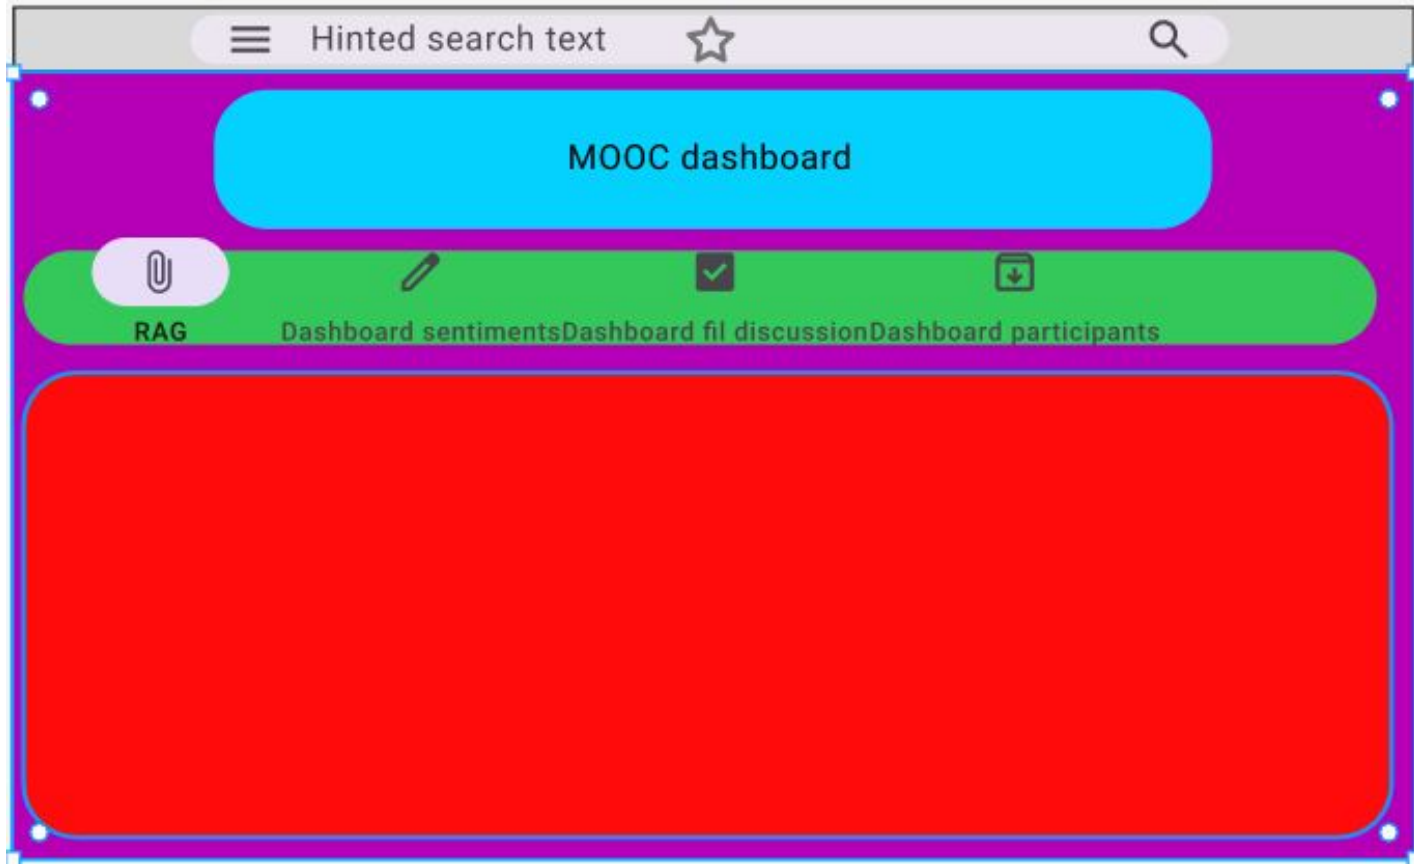 Hinted search text
MOOC dashboard
RAG Dashboard sentimentsDashboard fil discussionDashboard participants